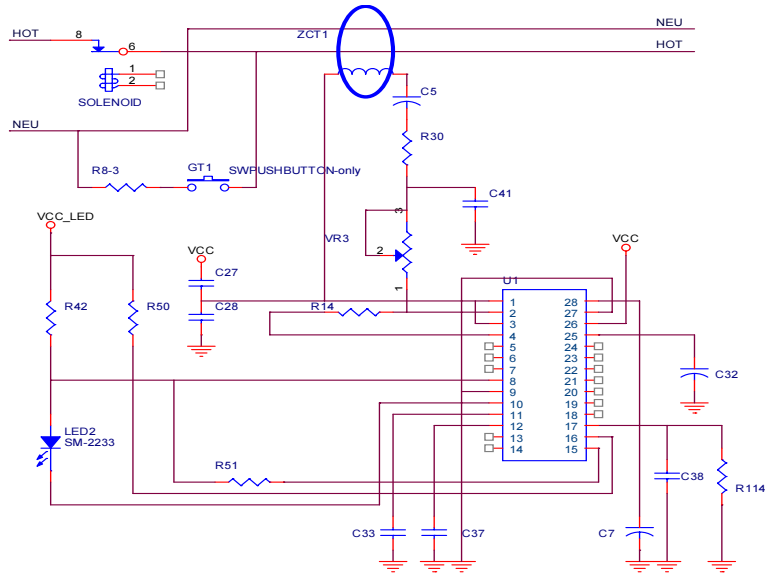 HOT 8 ZCT1 NEU
6 HOT
1
2
SOLENOID
C5
NEU
R30
R8-3 GT1 SWPUSHBUTTON-only
C41
VCC_LED
3
VR3
VCC VCC
2
C27
U1
1
R42 R50 C28 R14
1 28
2 27
3 26
4 25
5 24
6 23
7 22
8 21
9 20
10 19
11 18
12 17
13 16
14 15
C32
LED2
SM-2233
R51
C38
R114
C33 C37 C7